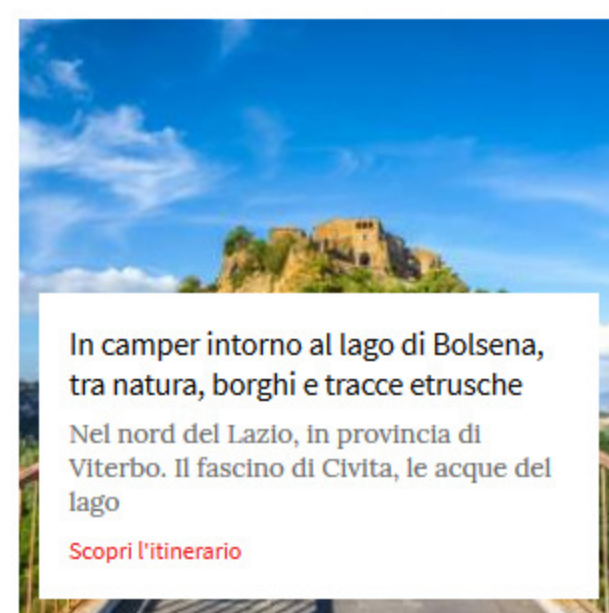 In camper intorno al lago di Bolsena,
tra natura, borghi e tracce etrusche
Nel nord del Lazio, in provincia di
Viterbo. Il fascino di Civita, le acque del
lago
Scopri l'itinerario